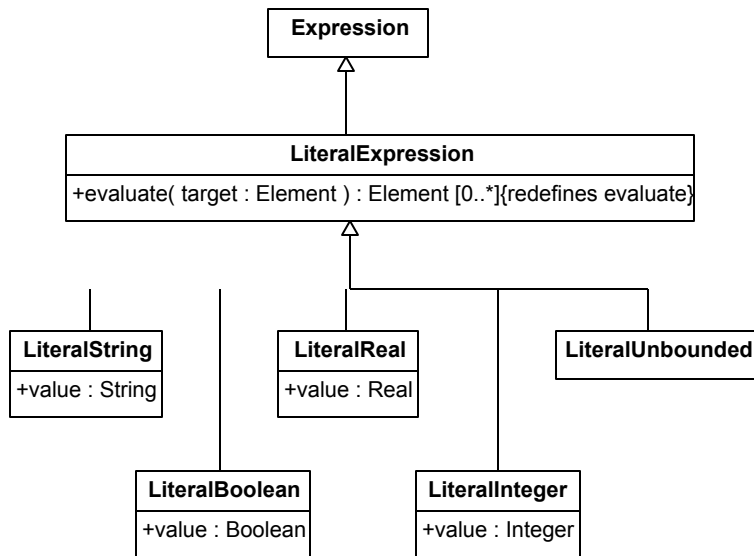 Expression
LiteralExpression
+evaluate( target : Element ) : Element [0..*]{redefines evaluate}
LiteralString
+value : String
LiteralReal
+value : Real
LiteralUnbounded
LiteralBoolean
+value : Boolean
LiteralInteger
+value : Integer